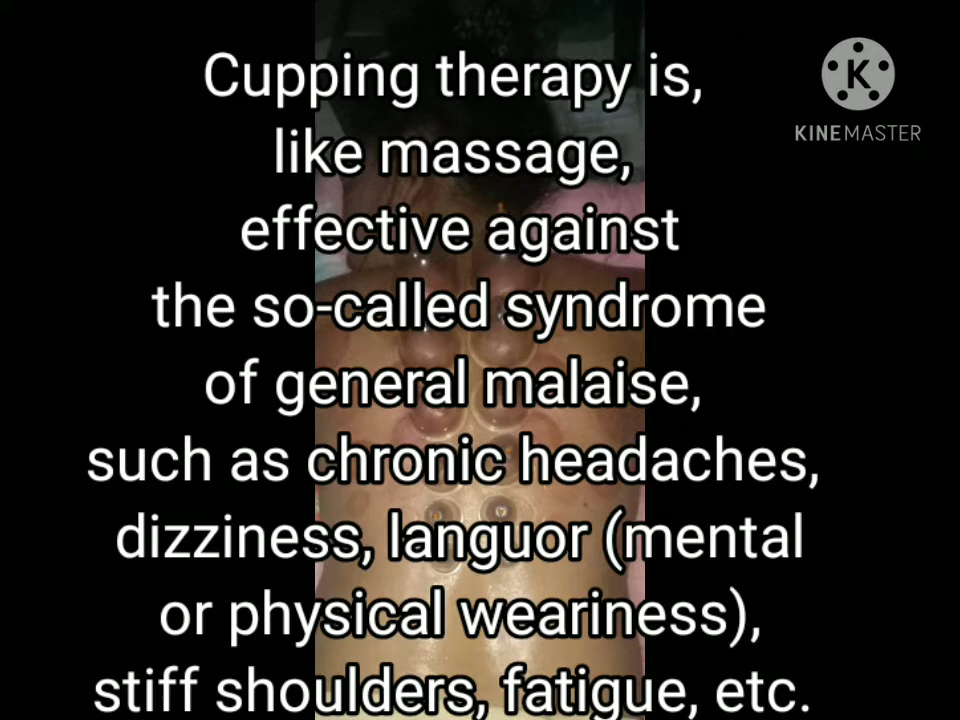 Cupping therapy is,
like massage,
effective against
the so-called syndrome
of general malaise,
such as chronic headaches,
dizziness, languor (mental
or physical weariness),
stiff shoulders, fatigue, etc.
K
KINEMASTER